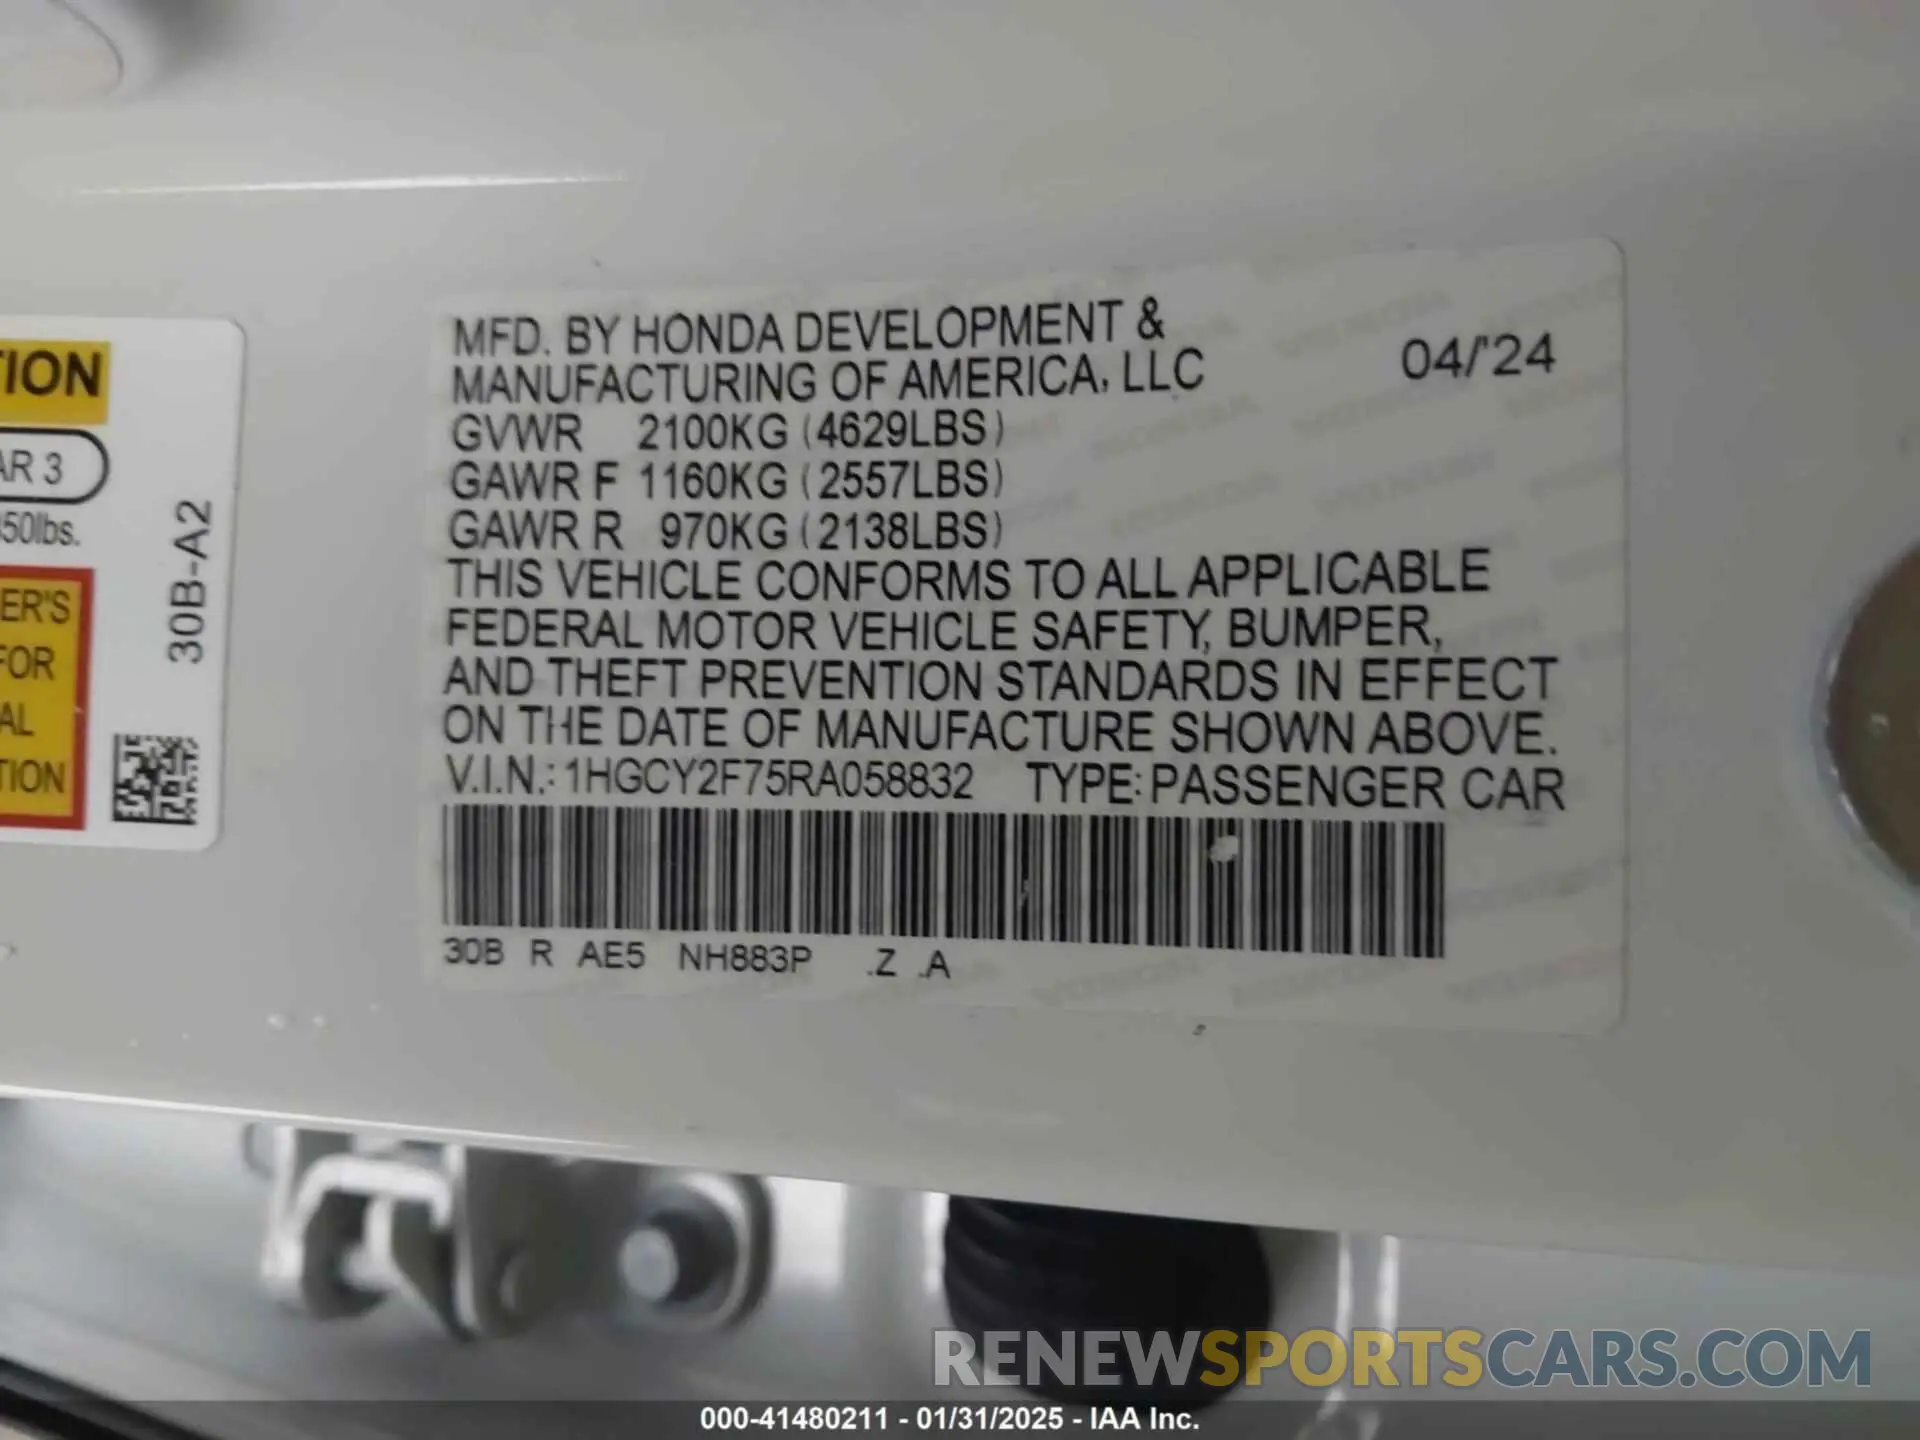 TION
AR 3
50lbs.
ER'S
FOR
AL
TION
30B-A2
MFD. BY HONDA DEVELOPMENT &
MANUFACTURING OF AMERICA, LLC
04/'24
GVWR 2100KG (4629LBS)
GAWR F 1160KG (2557LBS)
GAWR R 970KG (2138LBS)
THIS VEHICLE CONFORMS TO ALL APPLICABLE
FEDERAL MOTOR VEHICLE SAFETY, BUMPER,
AND THEFT PREVENTION STANDARDS IN EFFECT
ON THE DATE OF MANUFACTURE SHOWN ABOVE.
V.I.N.: 1HGCY2F75RA058832 TYPE: PASSENGER CAR
30B R AE5 NH883P .Z .A
RENEWSPORTSCARS.COM
000-41480211 - 01/31/2025 - IAA Inc.